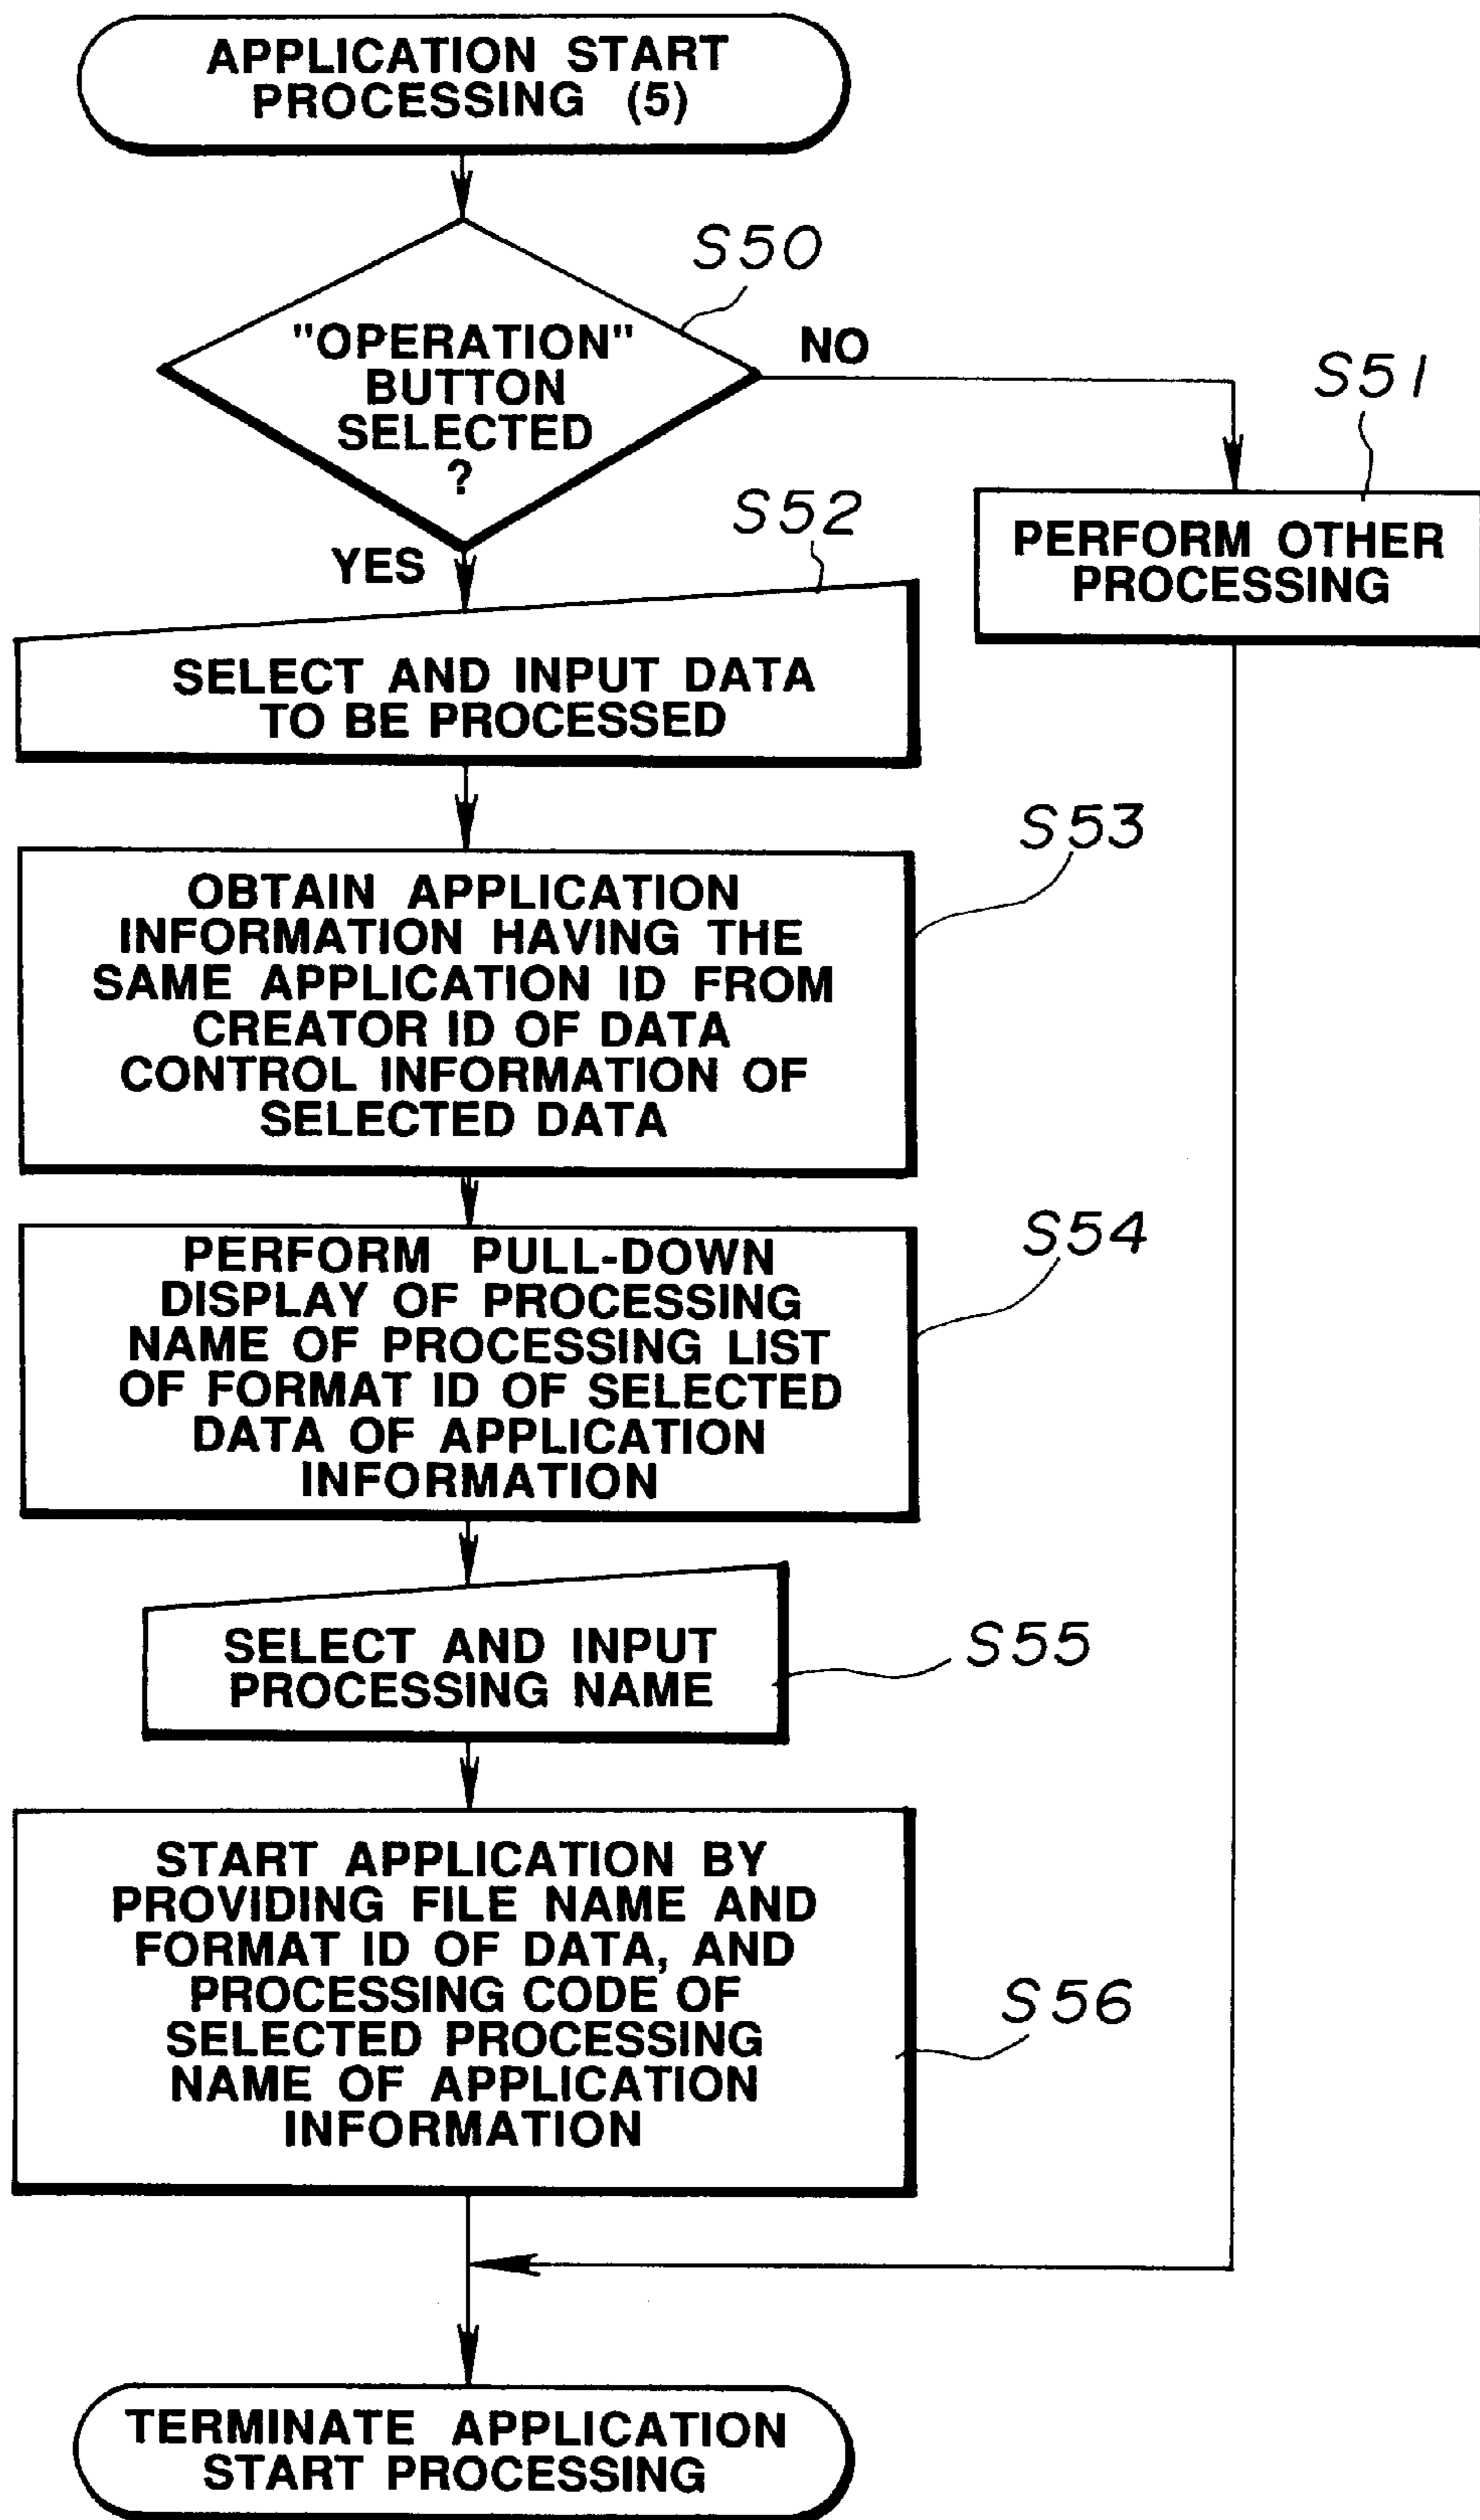 APPLICATION START
PROCESSING (5)
S50
"OPERATION"
BUTTON
SELECTED
?
NO
YES
S51
PERFORM OTHER
PROCESSING
S52
SELECT AND INPUT DATA
TO BE PROCESSED
S53
OBTAIN APPLICATION
INFORMATION HAVING THE
SAME APPLICATION ID FROM
CREATOR ID OF DATA
CONTROL INFORMATION OF
SELECTED DATA
S54
PERFORM PULL-DOWN
DISPLAY OF PROCESSING
NAME OF PROCESSING LIST
OF FORMAT ID OF SELECTED
DATA OF APPLICATION
INFORMATION
S55
SELECT AND INPUT
PROCESSING NAME
START APPLICATION BY
PROVIDING FILE NAME AND
FORMAT ID OF DATA, AND
PROCESSING CODE OF
SELECTED PROCESSING
NAME OF APPLICATION
INFORMATION
S56
TERMINATE APPLICATION
START PROCESSING